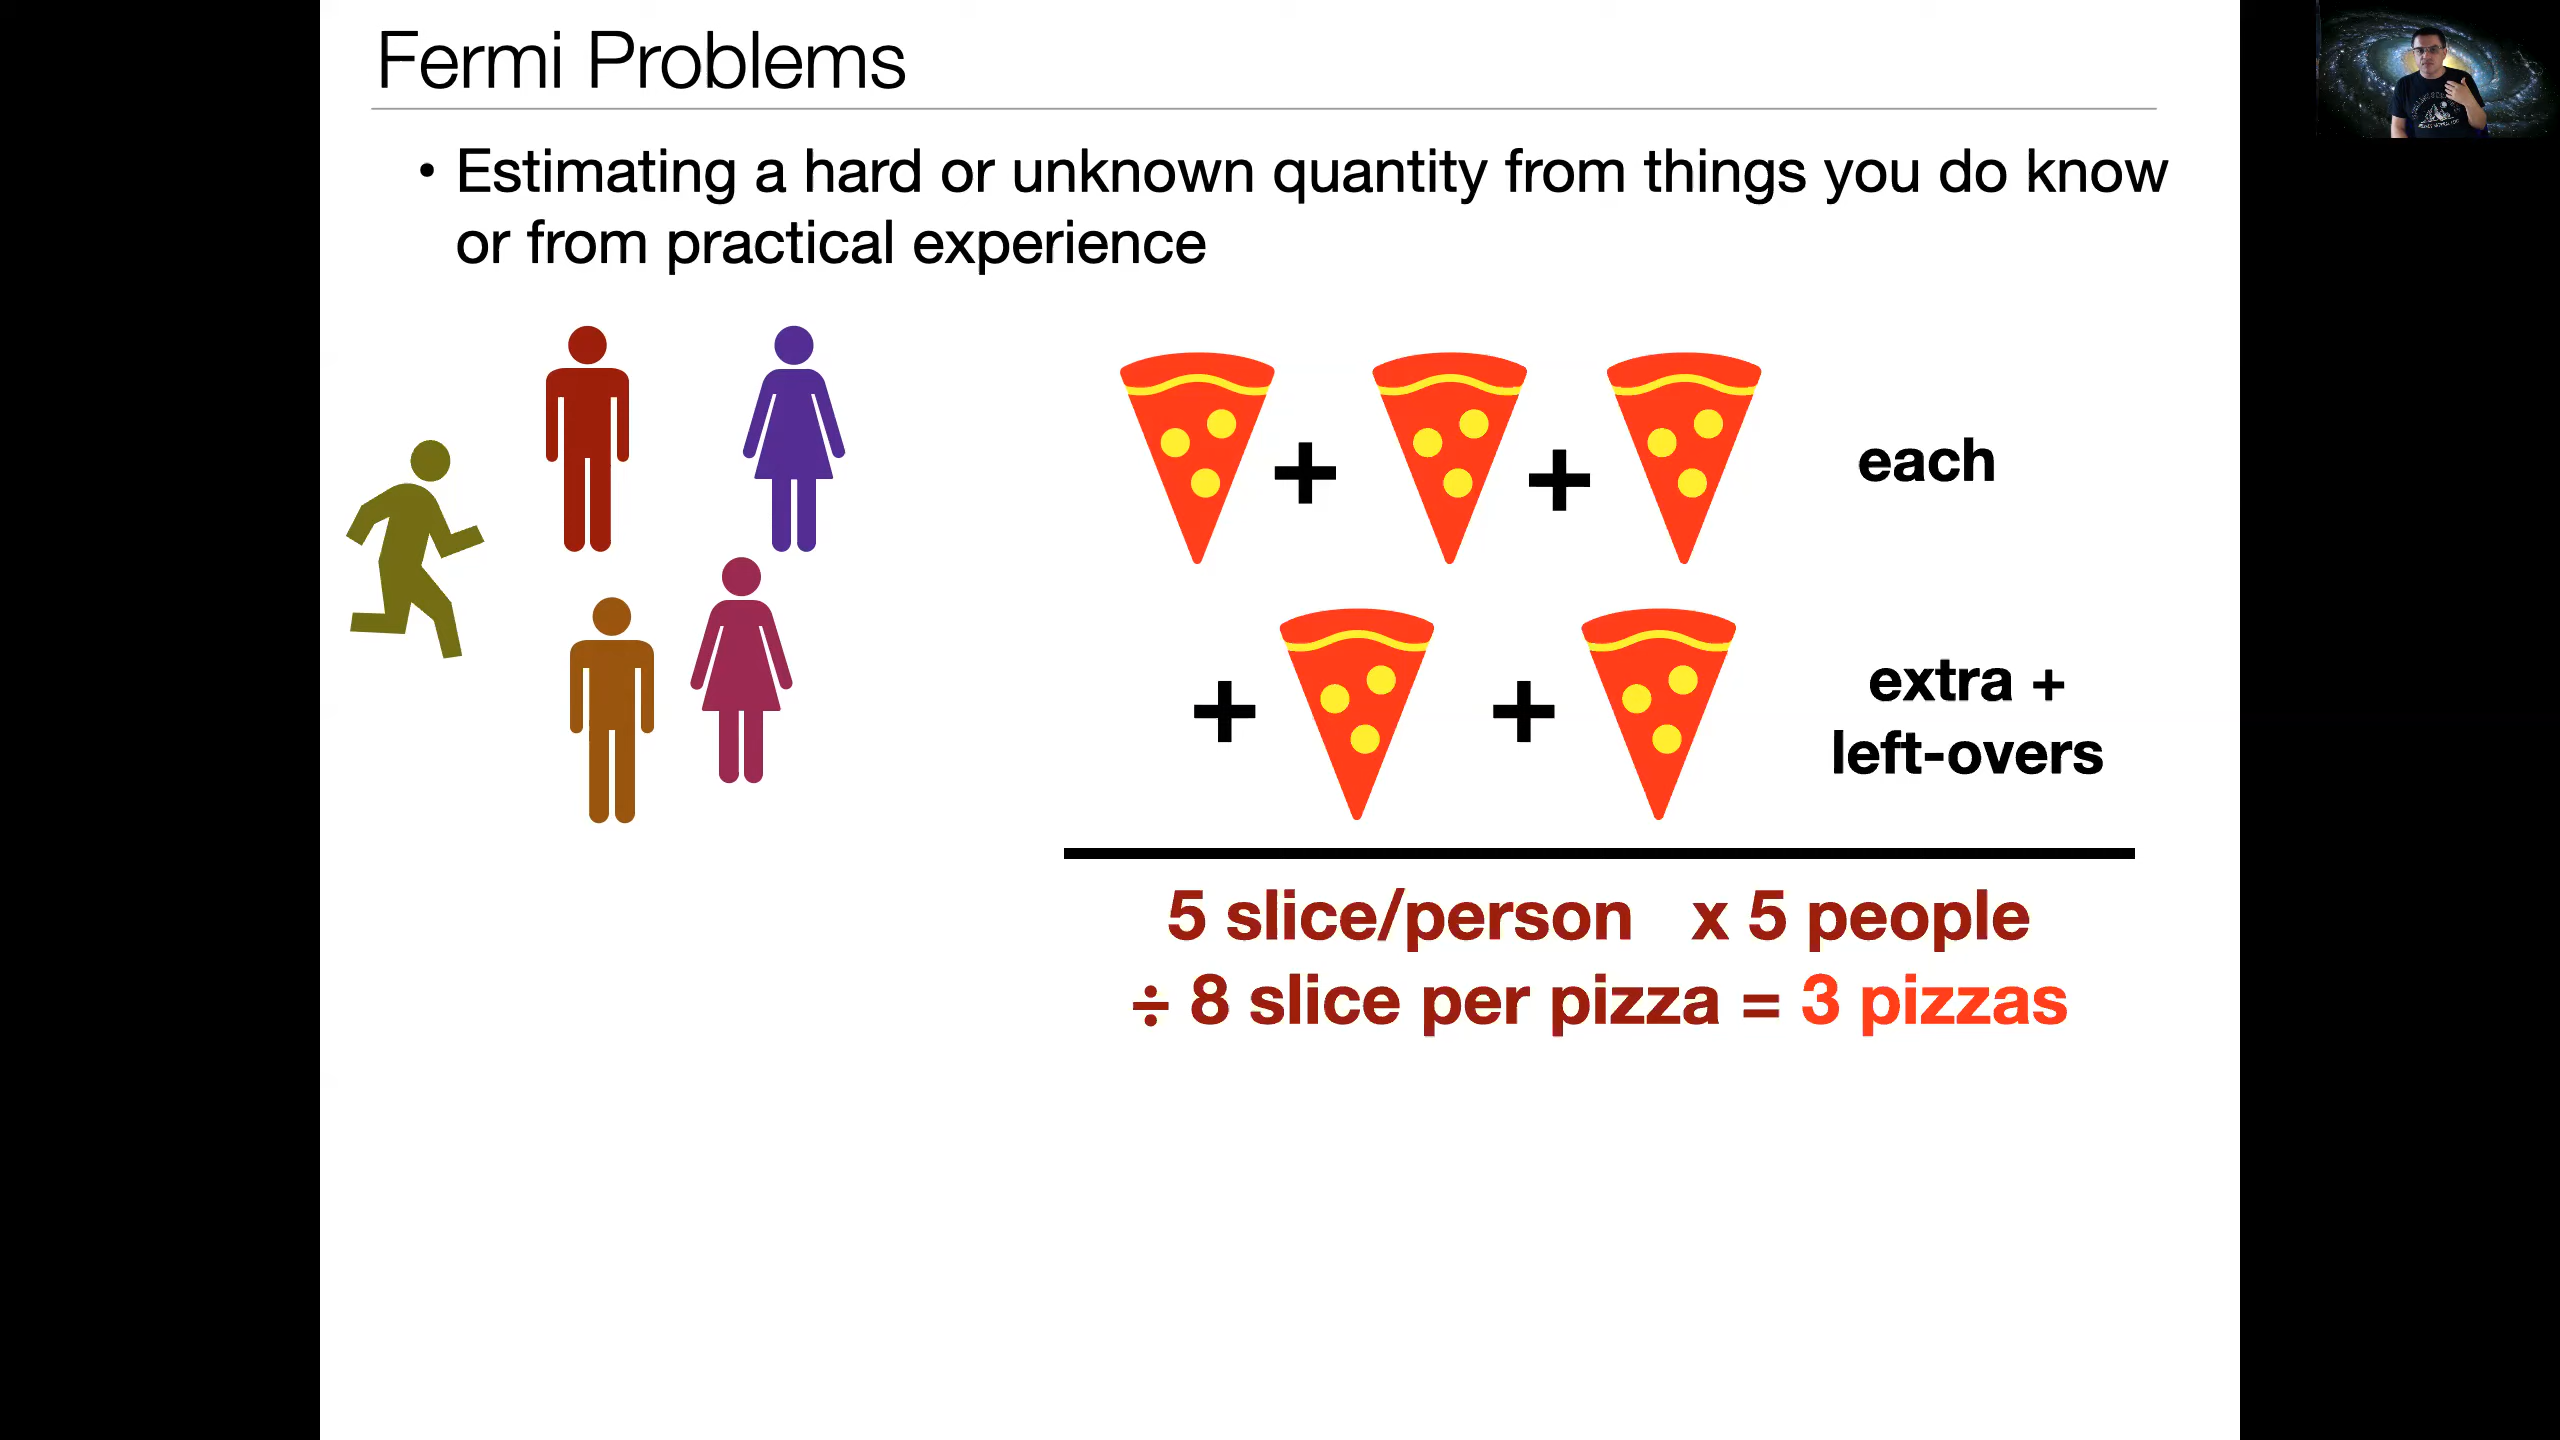 Fermi Problems
• Estimating a hard or unknown quantity from things you do know
or from practical experience
+ + each
+ + extra +
left-overs
5 slice/person x 5 people
÷ 8 slice per pizza = 3 pizzas